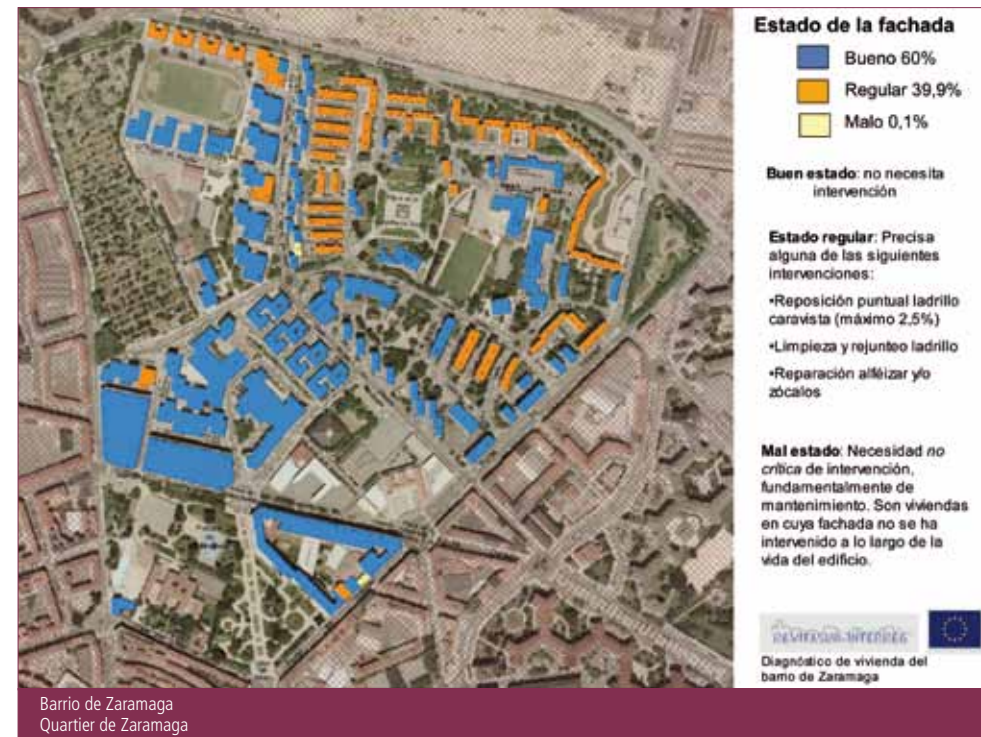 Estado de la fachada
Bueno 60%
Regular 39,9%
Malo 0,1%
Buen estado: no necesita
intervención
Estado regular: Precisa
alguna de las siguientes
intervenciones:
•Reposición puntual ladrillo
caravista (máximo 2,5%)
•Limpieza y rejunteo ladrillo
•Reparación alféizar y/o
zócalos
Mal estado: Necesidad no
crítica de intervención,
fundamentalmente de
mantenimiento. Son viviendas
en cuya fachada no se ha
intervenido a lo largo de la
vida del edificio.
Diagnóstico de vivienda del
barrio de Zaramaga
Barrio de Zaramaga
Quartier de Zaramaga